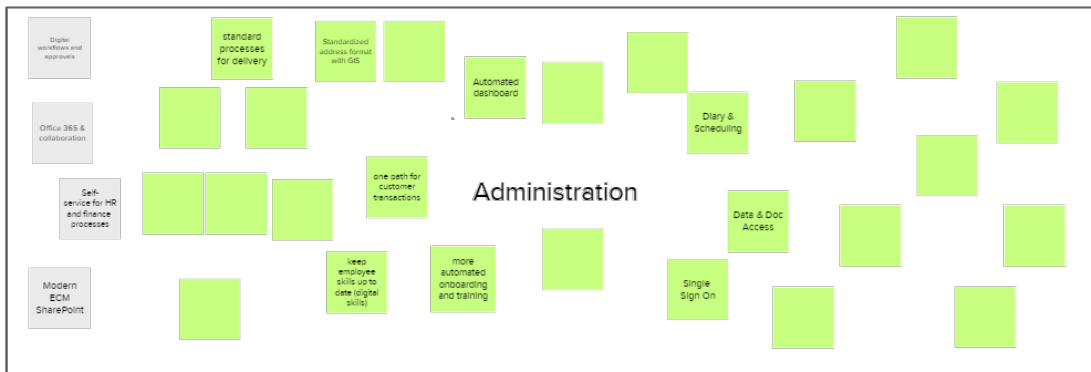 Digital
workflows and
approvals
standard
processes
for delivery
Standardized
address format
with GIS
Automated
dashboard
Office 365 &
collaboration
Diary &
Scheduling
Self-
service for HR
and finance
processes
one path for
customer
transactions
Administration
Data & Doc
Access
Modern
ECM
SharePoint
keep
employee
skills up to
date (digital
skills)
more
automated
onboarding
and training
Single
Sign On